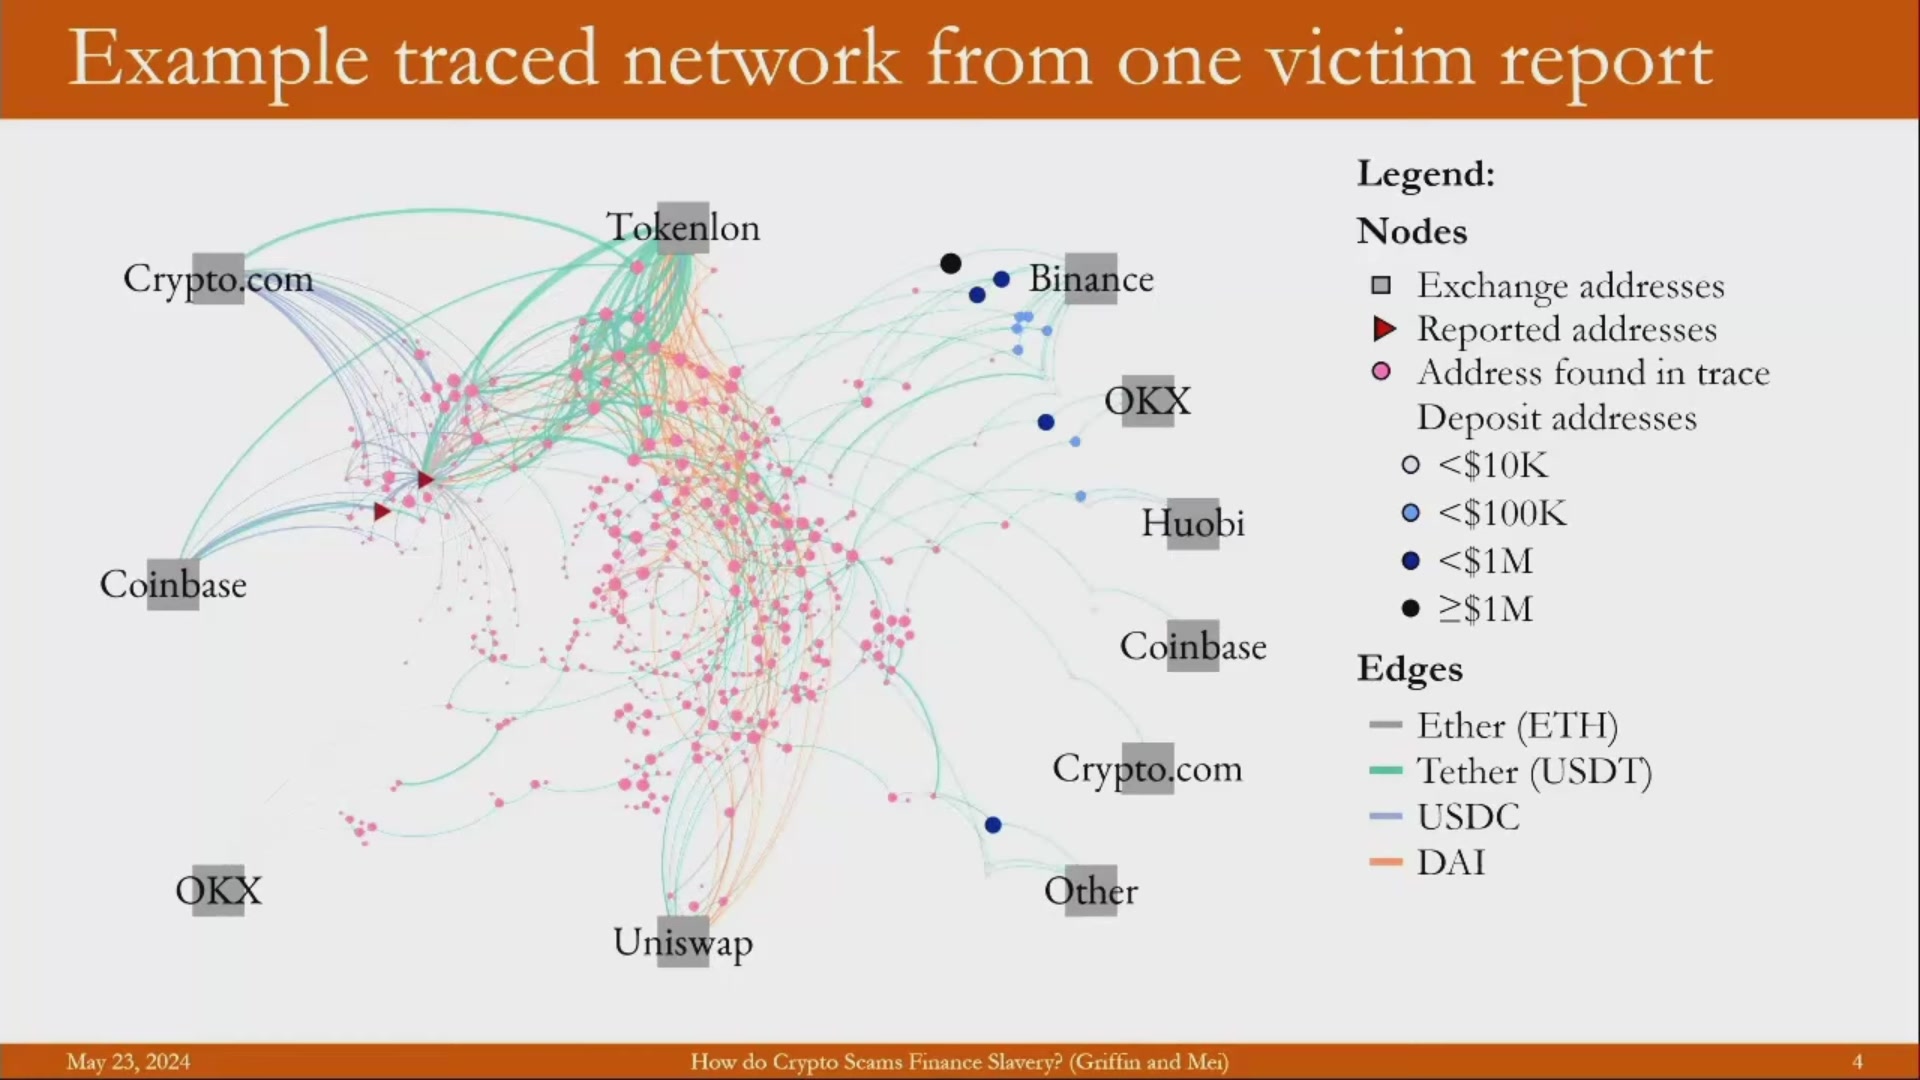 Example traced network from one victim report
Tokenlon
Crypto.com
Binance
OKX
Huobi
Coinbase
Coinbase
Crypto.com
OKX
Other
Uniswap
Legend:
Nodes
Exchange addresses
Reported addresses
Address found in trace
Deposit addresses
<$10K
<$100K
<$1M
≥$1M
Edges
Ether (ETH)
Tether (USDT)
USDC
DAI
May 23, 2024
How do Crypto Scams Finance Slavery? (Griffin and Mei)
4